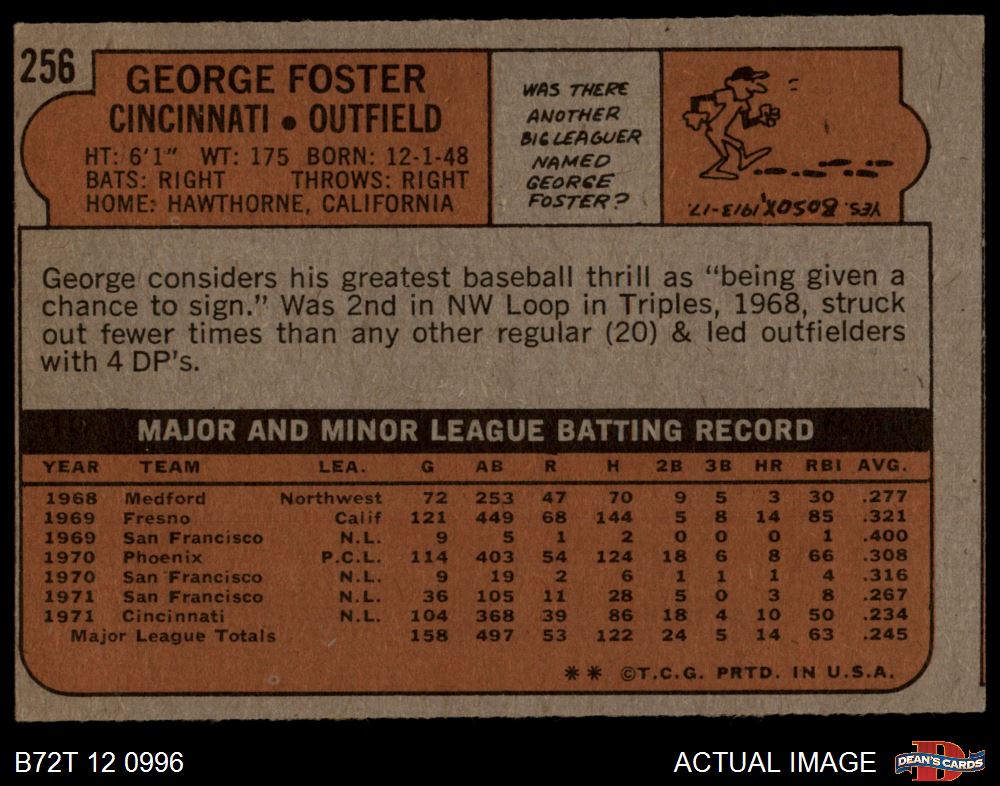 256
GEORGE FOSTER
CINCINNATI • OUTFIELD
HT: 6'1" WT: 175 BORN: 12-1-48
BATS: RIGHT THROWS: RIGHT
HOME: HAWTHORNE, CALIFORNIA
WAS THERE
ANOTHER
BIG LEAGUER
NAMED
GEORGE
FOSTER?
YES. BOSOX, 1913-17.
George considers his greatest baseball thrill as "being given a
chance to sign." Was 2nd in NW Loop in Triples, 1968, struck
out fewer times than any other regular (20) & led outfielders
with 4 DP's.
MAJOR AND MINOR LEAGUE BATTING RECORD
YEAR TEAM LEA. G AB R H 2B 3B HR RBI AVG.
1968 Medford Northwest 72 253 47 70 9 5 3 30 .277
1969 Fresno Calif 121 449 68 144 5 8 14 85 .321
1969 San Francisco N.L. 9 5 1 2 0 0 0 1 .400
1970 Phoenix P.C.L. 114 403 54 124 18 6 8 66 .308
1970 San Francisco N.L. 9 19 2 6 1 1 1 4 .316
1971 San Francisco N.L. 36 105 11 28 5 0 3 8 .267
1971 Cincinnati N.L. 104 368 39 86 18 4 10 50 .234
Major League Totals 158 497 53 122 24 5 14 63 .245
** ©T.C.G. PRTD. IN U.S.A.
B72T 12 0996
ACTUAL IMAGE
D
DEAN'S CARDS